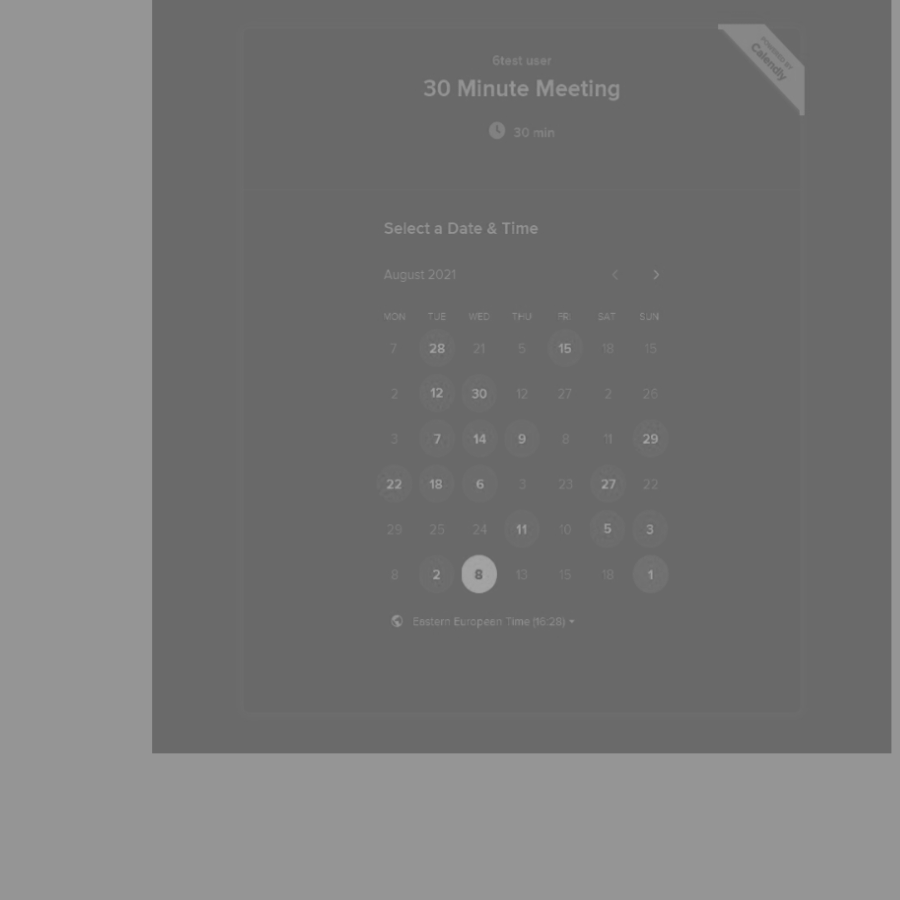 POWERED BY
Calendly
6test user
30 Minute Meeting
30 min
Select a Date & Time
August 2021
MON TUE WED THU FRI SAT SUN
7 28 21 5 15 18 15
2 12 30 12 27 2 26
3 7 14 9 8 11 29
22 18 6 3 23 27 22
29 25 24 11 10 5 3
8 2 8 13 15 18 1
Eastern European Time (16:28)